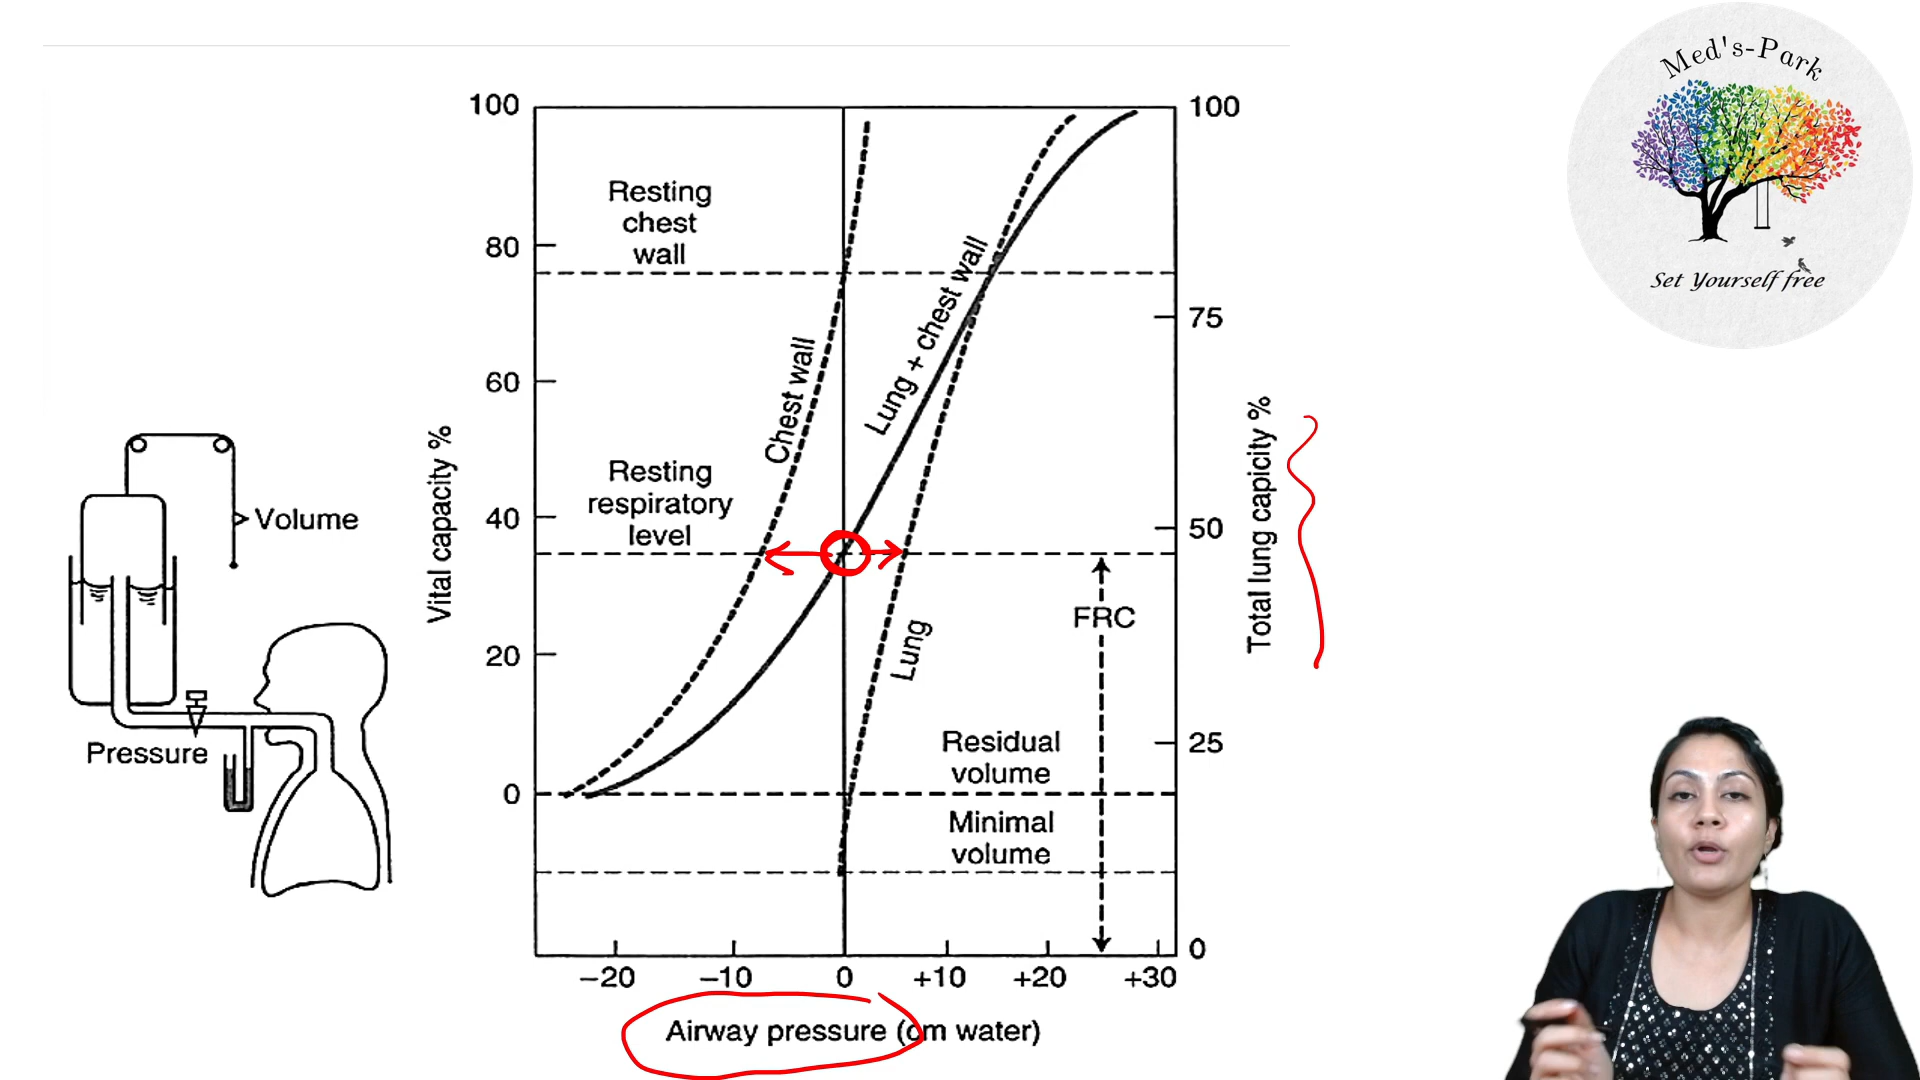 Med's-Park
Set Yourself free
100
80
60
40
20
0
Vital capacity %
100
75
50
25
0
Total lung capicity %
Resting
chest
wall
Resting
respiratory
level
Chest wall
Lung + chest wall
Lung
FRC
Residual
volume
Minimal
volume
−20
−10
0
+10
+20
+30
Airway pressure (cm water)
Volume
Pressure